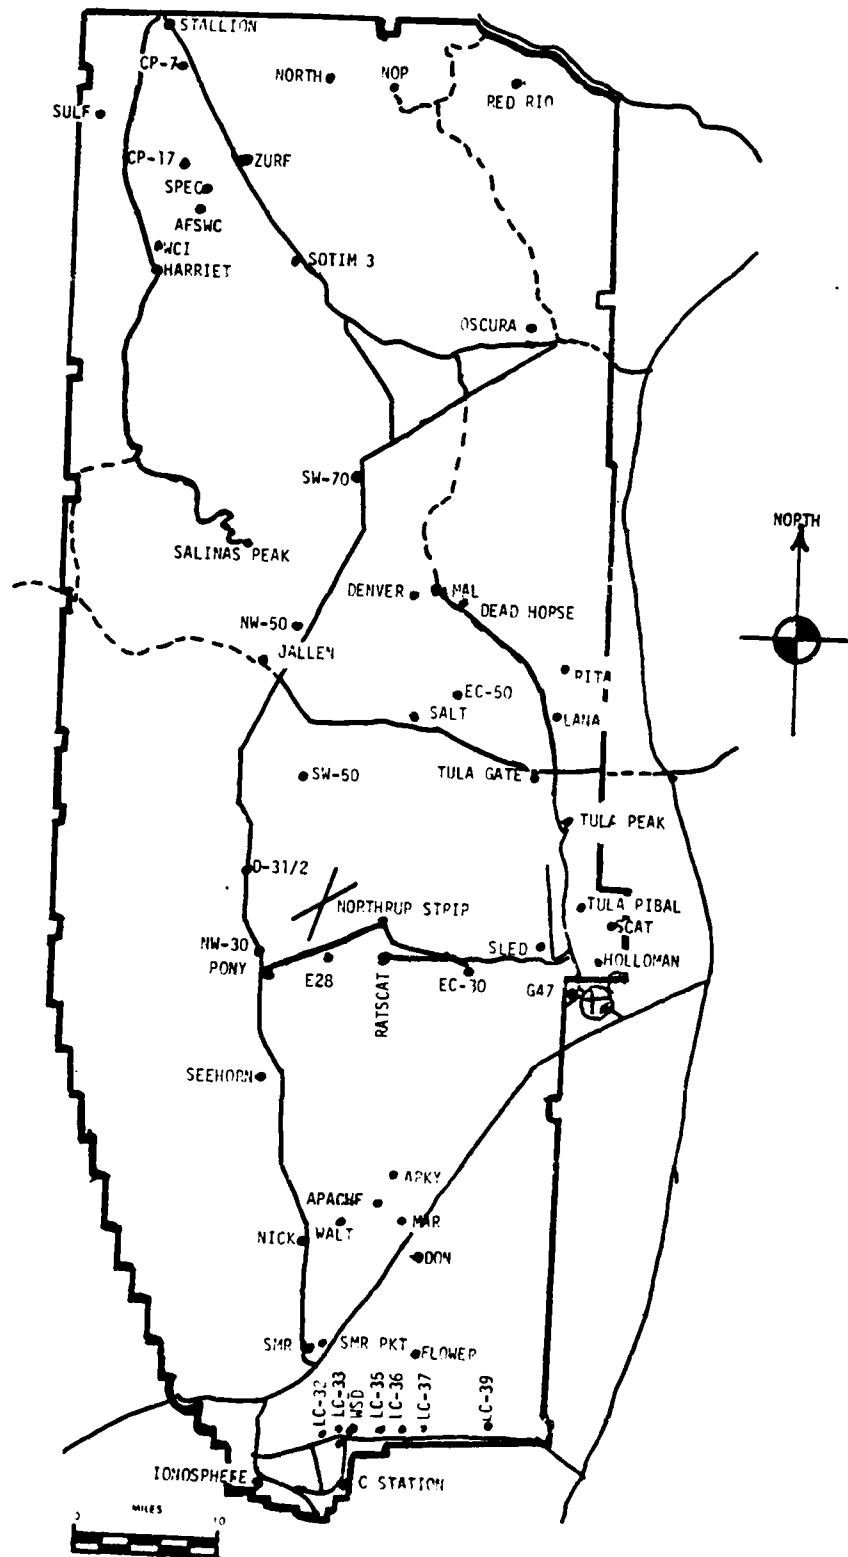 STALLION
CP-7
NORTH
NOP
RED RIO
SULF
CP-17
ZURF
SPEC
AFSWC
WCI
HARRIET
SOTIM 3
OSCURA
SW-70
NORTH
SALINAS PEAK
DENVER
MAL
DEAD HORSE
NW-50
JALLEN
RITA
EC-50
SALT
LANA
SW-50
TULA GATE
TULA PEAK
D-31/2
NORTHRUP STRIP
TULA PIBAL
SCAT
NW-30
SLED
PONY
HOLLOMAN
E28
RATSCAT
EC-30
G47
SEEHORN
ARKY
APACHE
WALT
MAR
NICK
DON
SMR
SMR PKT
FLOWER
LC-32
LC-33
WSD
LC-35
LC-36
LC-37
LC-39
IONOSPHERE
C STATION
MILES
0 10